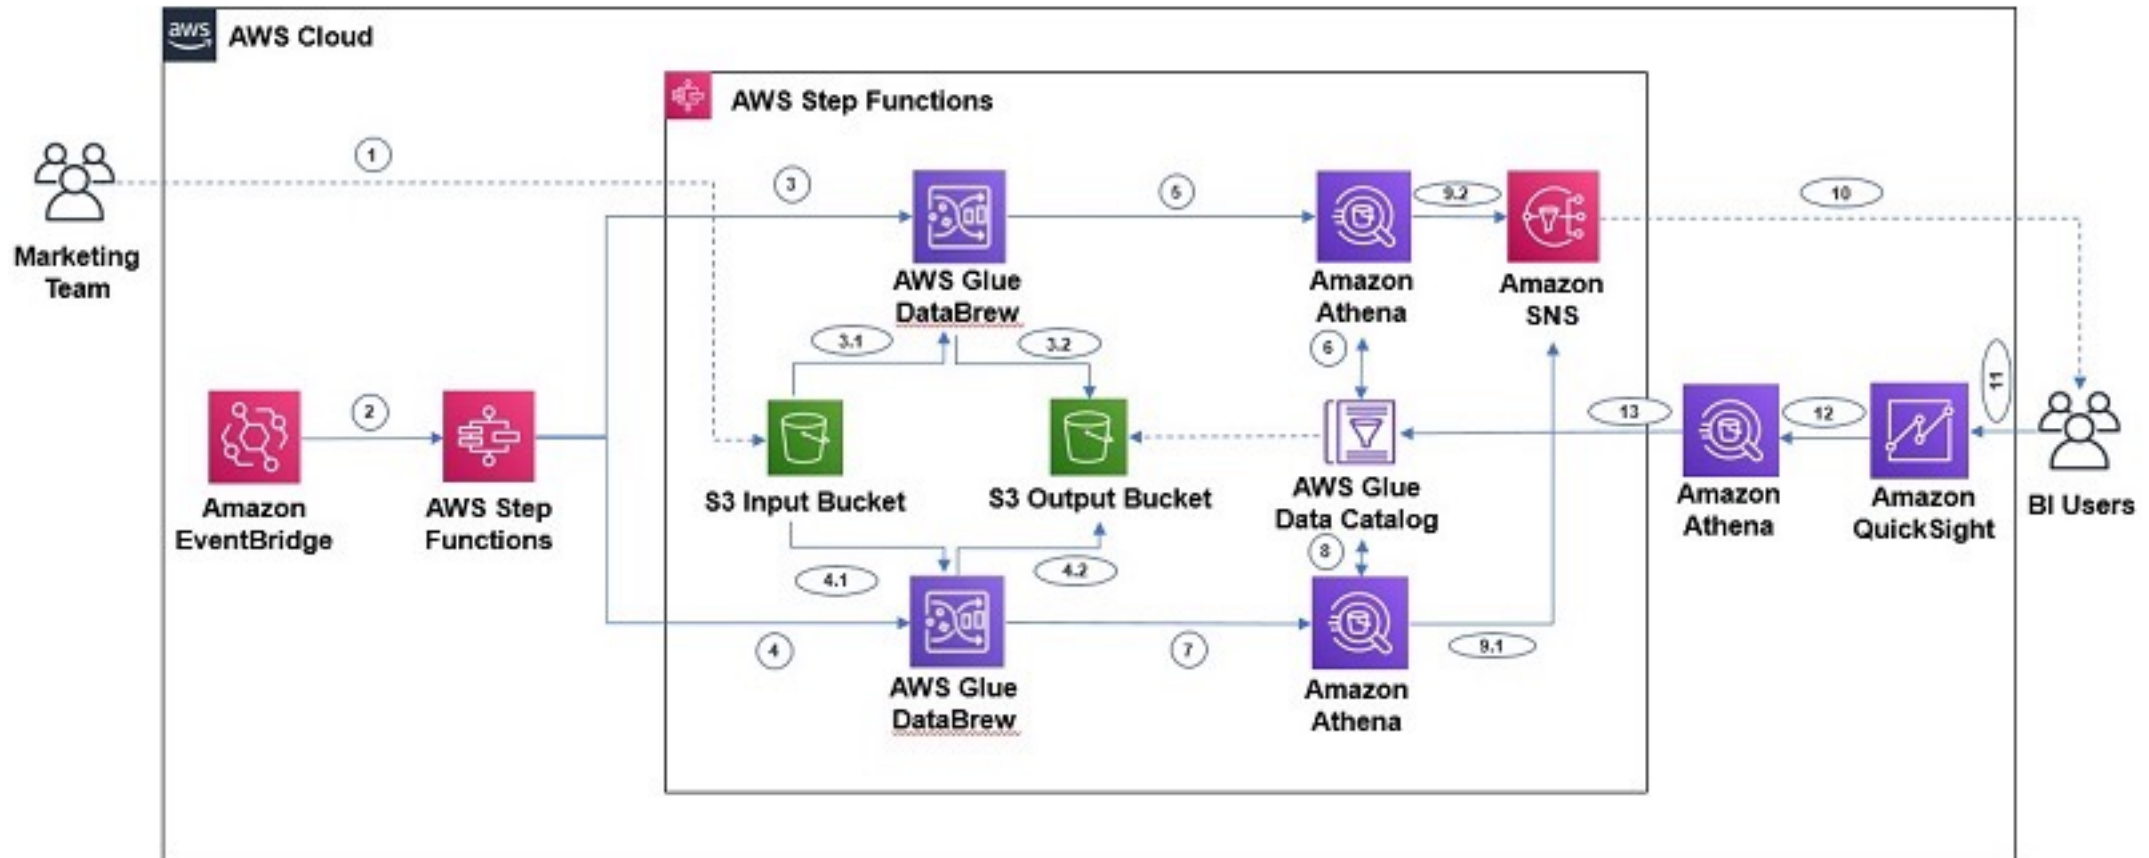 aws
AWS Cloud
AWS Step Functions
1
3
5
9.2
10
Marketing
Team
AWS Glue
DataBrew
Amazon
Athena
Amazon
SNS
3.1
3.2
6
11
2
13
12
Amazon
EventBridge
AWS Step
Functions
S3 Input Bucket
S3 Output Bucket
AWS Glue
Data Catalog
Amazon
Athena
Amazon
QuickSight
BI Users
4.1
4.2
8
4
7
9.1
AWS Glue
DataBrew
Amazon
Athena